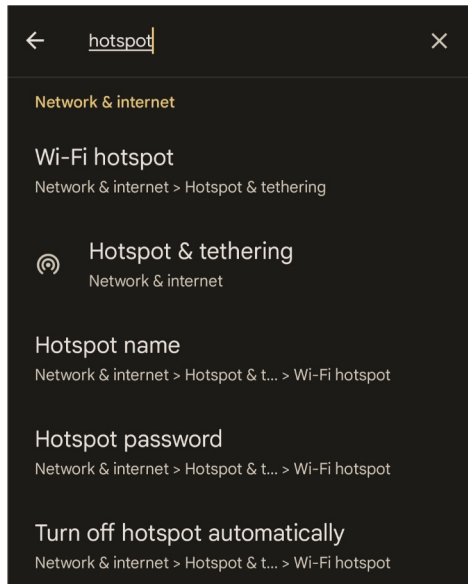 hotspot
Network & internet
Wi-Fi hotspot
Network & internet > Hotspot & tethering
Hotspot & tethering
Network & internet
Hotspot name
Network & internet > Hotspot & t... > Wi-Fi hotspot
Hotspot password
Network & internet > Hotspot & t... > Wi-Fi hotspot
Turn off hotspot automatically
Network & internet > Hotspot & t... > Wi-Fi hotspot